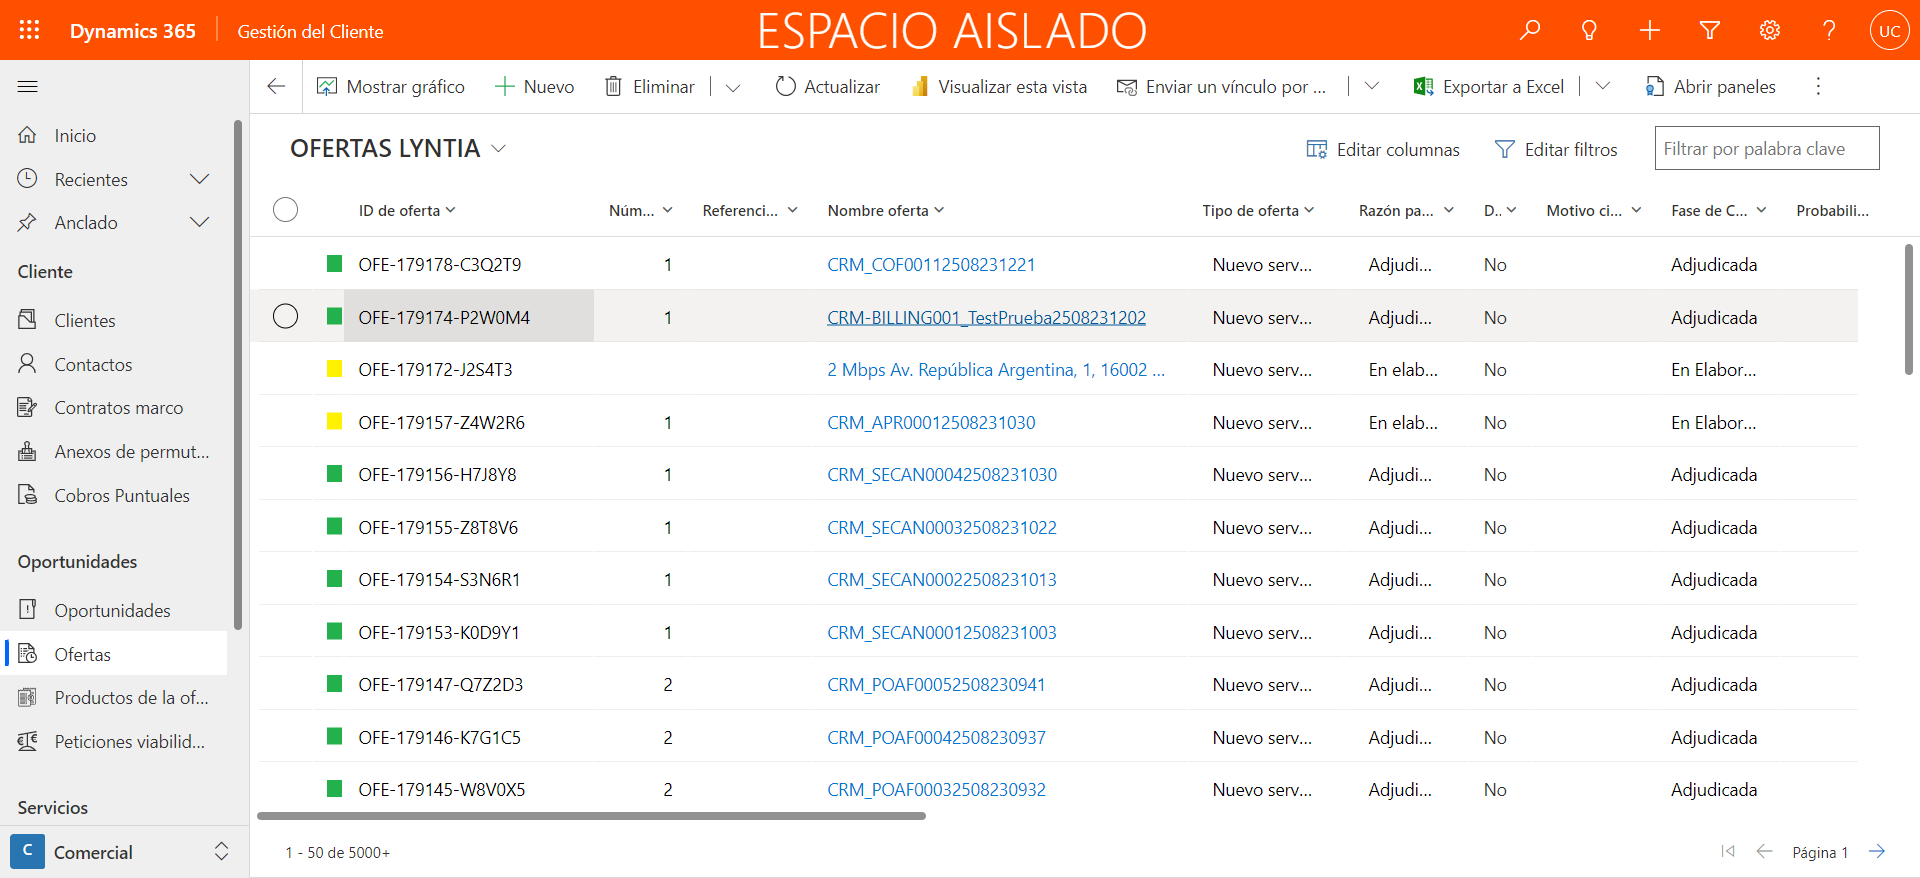 Dynamics 365
Gestión del Cliente
ESPACIO AISLADO
UC
Mostrar gráfico
Nuevo
Eliminar
Actualizar
Visualizar esta vista
Enviar un vínculo por ...
Exportar a Excel
Abrir paneles
Inicio
Recientes
Anclado
Cliente
Clientes
Contactos
Contratos marco
Anexos de permut...
Cobros Puntuales
Oportunidades
Oportunidades
Ofertas
Productos de la of...
Peticiones viabilid...
Servicios
C Comercial
OFERTAS LYNTIA
Editar columnas
Editar filtros
Filtrar por palabra clave
ID de oferta Núm... Referenci... Nombre oferta Tipo de oferta Razón pa... D.. Motivo ci... Fase de C... Probabili...
OFE-179178-C3Q2T9 1 CRM_COF00112508231221 Nuevo serv... Adjudi... No Adjudicada
OFE-179174-P2W0M4 1 CRM-BILLING001_TestPrueba2508231202 Nuevo serv... Adjudi... No Adjudicada
OFE-179172-J2S4T3 2 Mbps Av. República Argentina, 1, 16002 ... Nuevo serv... En elab... No En Elabor...
OFE-179157-Z4W2R6 1 CRM_APR00012508231030 Nuevo serv... En elab... No En Elabor...
OFE-179156-H7J8Y8 1 CRM_SECAN00042508231030 Nuevo serv... Adjudi... No Adjudicada
OFE-179155-Z8T8V6 1 CRM_SECAN00032508231022 Nuevo serv... Adjudi... No Adjudicada
OFE-179154-S3N6R1 1 CRM_SECAN00022508231013 Nuevo serv... Adjudi... No Adjudicada
OFE-179153-K0D9Y1 1 CRM_SECAN00012508231003 Nuevo serv... Adjudi... No Adjudicada
OFE-179147-Q7Z2D3 2 CRM_POAF00052508230941 Nuevo serv... Adjudi... No Adjudicada
OFE-179146-K7G1C5 2 CRM_POAF00042508230937 Nuevo serv... Adjudi... No Adjudicada
OFE-179145-W8V0X5 2 CRM_POAF00032508230932 Nuevo serv... Adjudi... No Adjudicada
1 - 50 de 5000+
Página 1